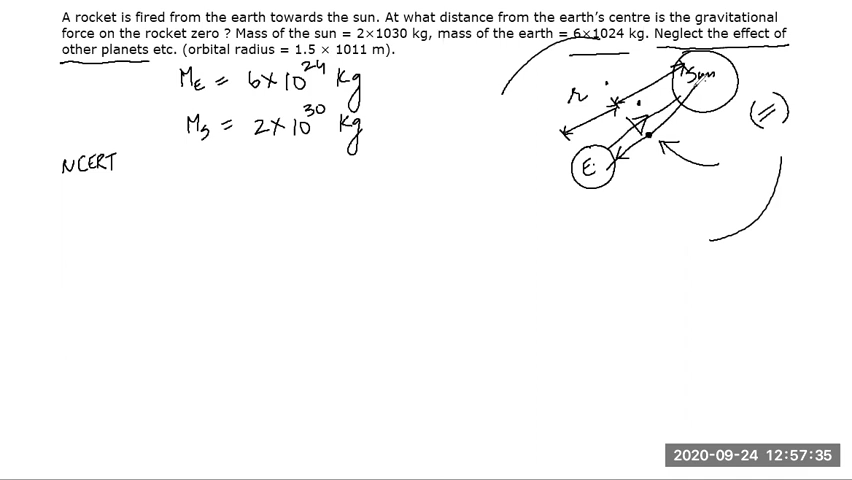 A rocket is fired from the earth towards the sun. At what distance from the earth's centre is the gravitational
force on the rocket zero ? Mass of the sun = 2×1030 kg, mass of the earth = 6×1024 kg. Neglect the effect of
other planets etc. (orbital radius = 1.5 × 1011 m).
M_E = 6×10^24 Kg
M_S = 2×10^30 Kg
NCERT
r
Sun
E
2020-09-24 12:57:35